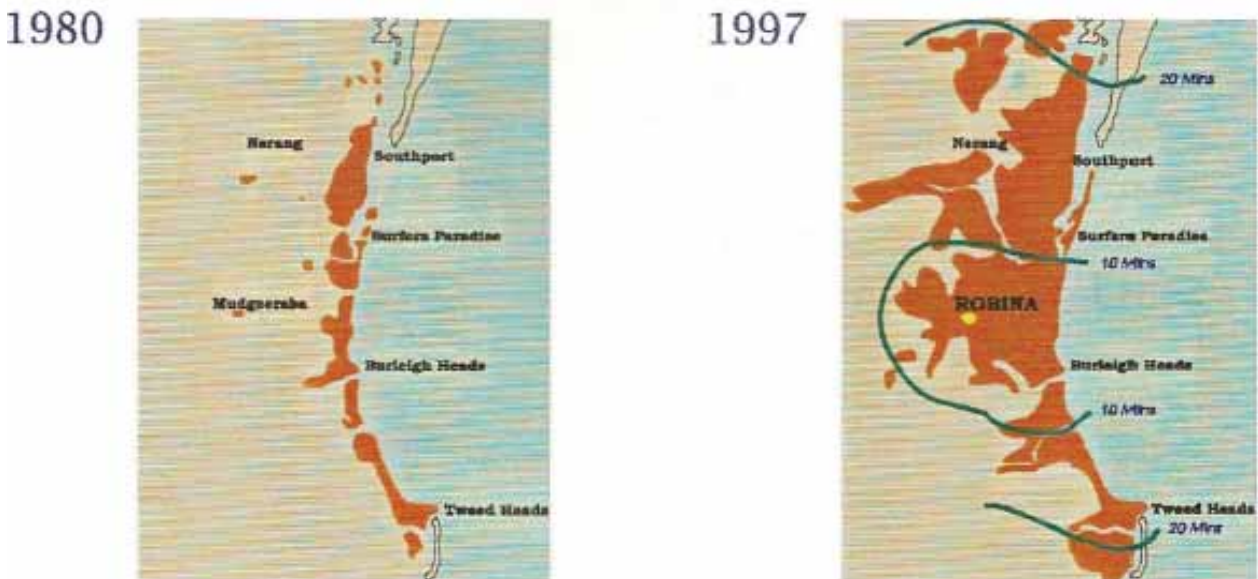 1980
Nerang
Southport
Surfers Paradise
Mudgeeraba
Burleigh Heads
Tweed Heads
1997
20 Mins
Nerang
Southport
Surfers Paradise
10 Mins
ROBINA
Burleigh Heads
10 Mins
Tweed Heads
20 Mins